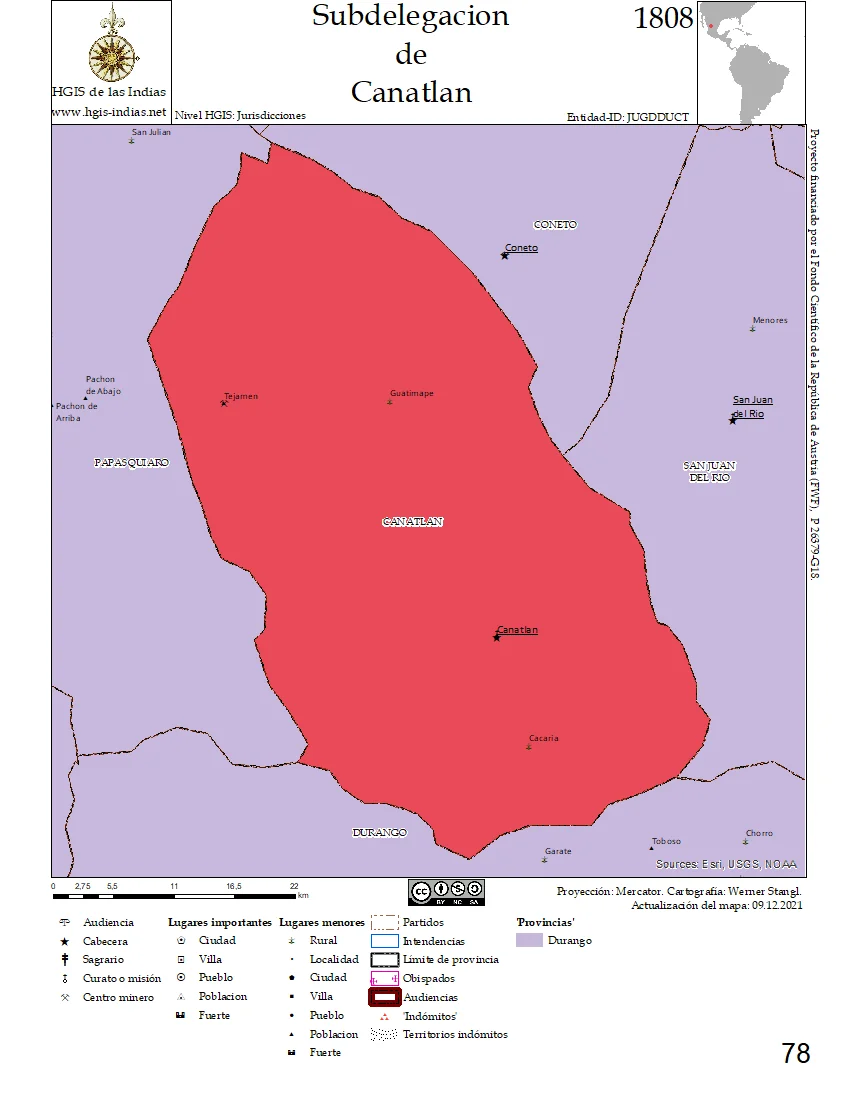 Subdelegacion
de
Canatlan
1808
HGIS de las Indias
www.hgis-indias.net
Nivel HGIS: Jurisdicciones
Entidad-ID: JUGDDUCT
San Julian
CONETO
Coneto
Menores
Pachon
de Abajo
Pachon de
Arriba
Tejamen
Guatimape
San Juan
del Rio
PAPASQUIARO
SAN JUAN
DEL RIO
CANATLAN
Canatlan
Cacaria
DURANGO
Garate
Toboso
Chorro
Sources: Esri, USGS, NOAA
Proyecto financiado por el Fondo Científico de la República de Austria (FWF), P 26379-G18.
0 2,75 5,5 11 16,5 22
km
cc
BY NC SA
Proyección: Mercator. Cartografía: Werner Stangl.
Actualización del mapa: 09.12.2021
Audiencia
Cabecera
Sagrario
Curato o misión
Centro minero
Lugares importantes
Ciudad
Villa
Pueblo
Poblacion
Fuerte
Lugares menores
Rural
Localidad
Ciudad
Villa
Pueblo
Poblacion
Fuerte
Partidos
Intendencias
Límite de provincia
Obispados
Audiencias
'Indómitos'
Territorios indómitos
'Provincias'
Durango
78